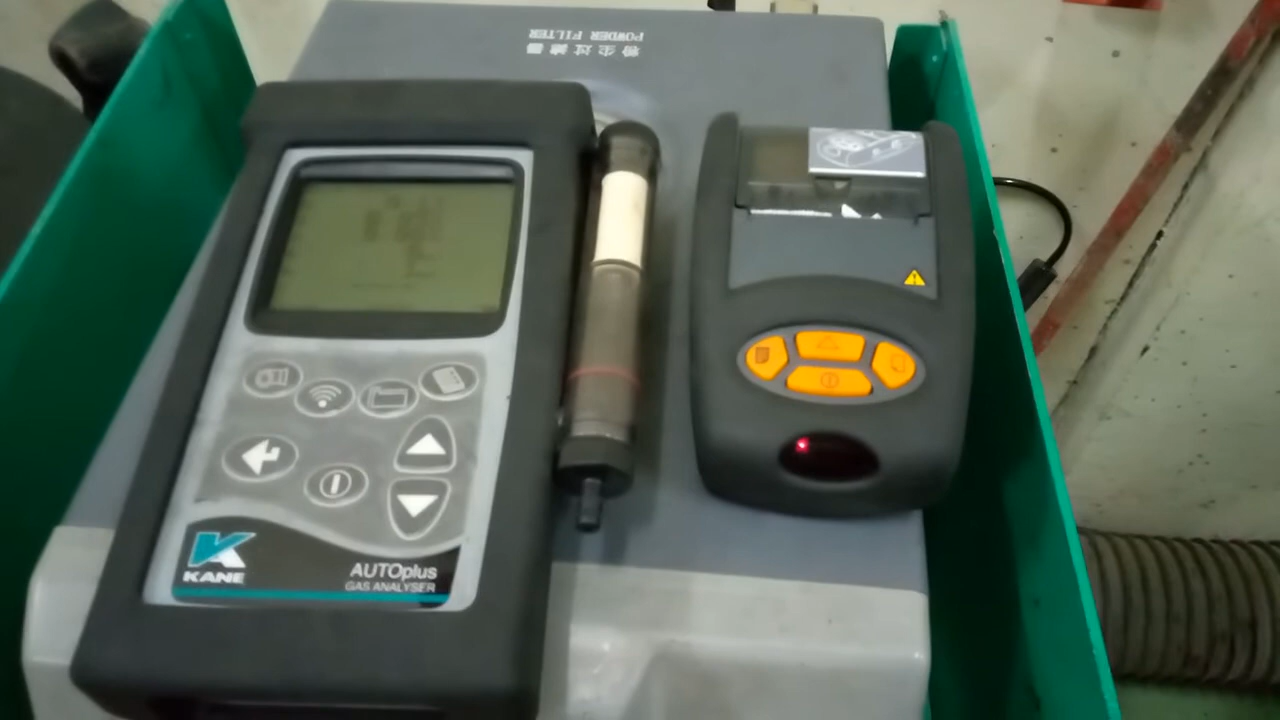 粉尘过滤器
POWDER FILTER
KANE
AUTOplus
GAS ANALYSER